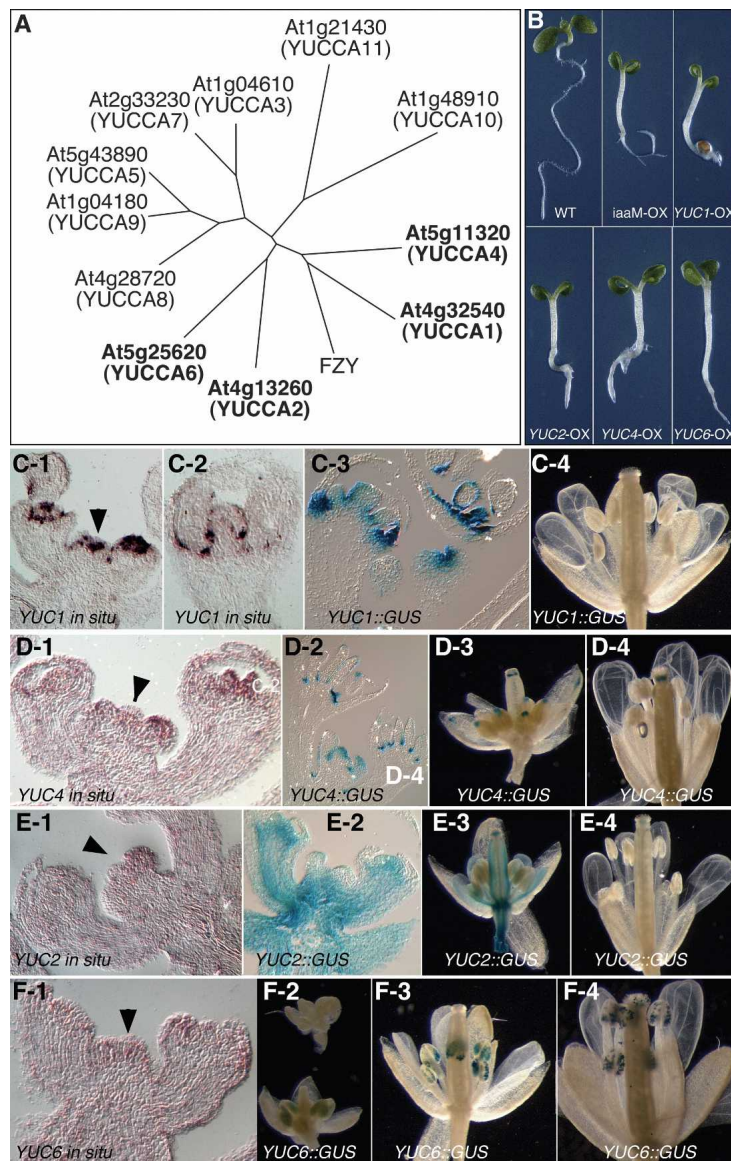 A
At1g21430
(YUCCA11)
At1g04610
(YUCCA3)
At2g33230
(YUCCA7)
At1g48910
(YUCCA10)
At5g43890
(YUCCA5)
At1g04180
(YUCCA9)
At5g11320
(YUCCA4)
At4g28720
(YUCCA8)
At4g32540
(YUCCA1)
At5g25620
(YUCCA6)
FZY
At4g13260
(YUCCA2)
B
WT
iaaM-OX
YUC1-OX
YUC2-OX
YUC4-OX
YUC6-OX
C-1
YUC1 in situ
C-2
YUC1 in situ
C-3
YUC1::GUS
C-4
YUC1::GUS
D-1
YUC4 in situ
D-2
D-4
YUC4::GUS
D-3
YUC4::GUS
D-4
YUC4::GUS
E-1
YUC2 in situ
E-2
YUC2::GUS
E-3
YUC2::GUS
E-4
YUC2::GUS
F-1
YUC6 in situ
F-2
YUC6::GUS
F-3
YUC6::GUS
F-4
YUC6::GUS